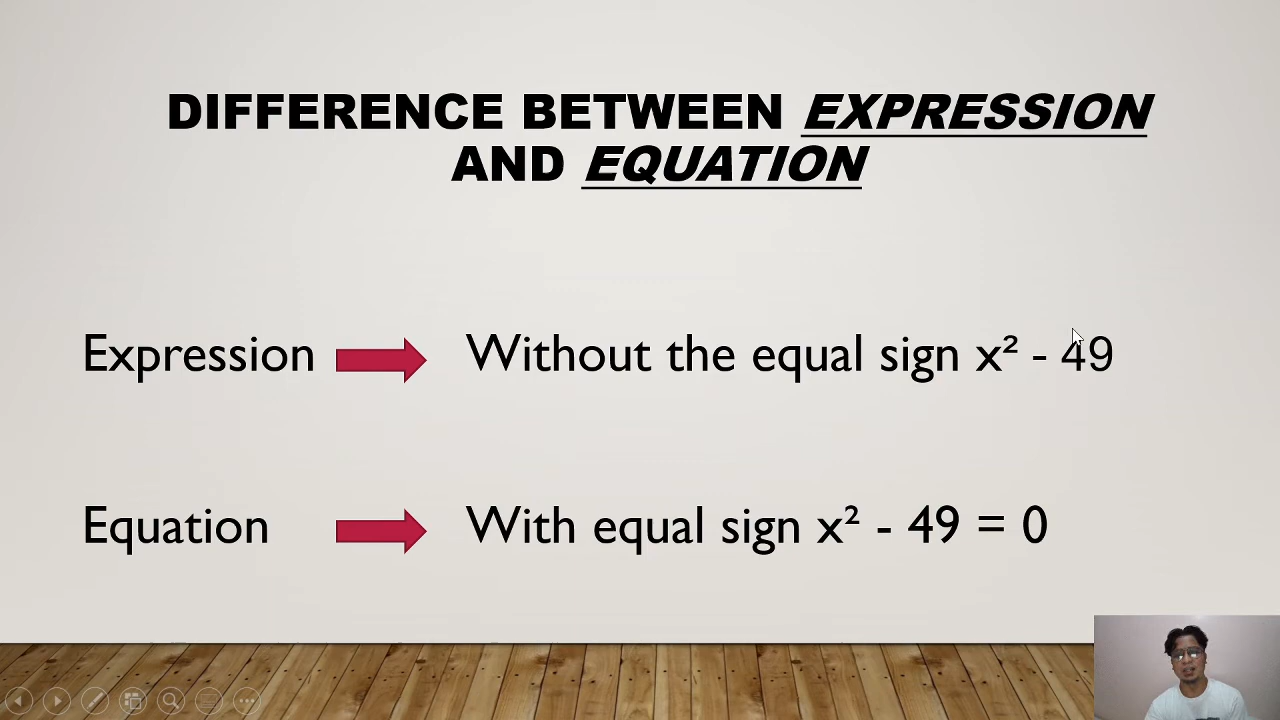 DIFFERENCE BETWEEN EXPRESSION
AND EQUATION
Expression Without the equal sign x² - 49
Equation With equal sign x² - 49 = 0